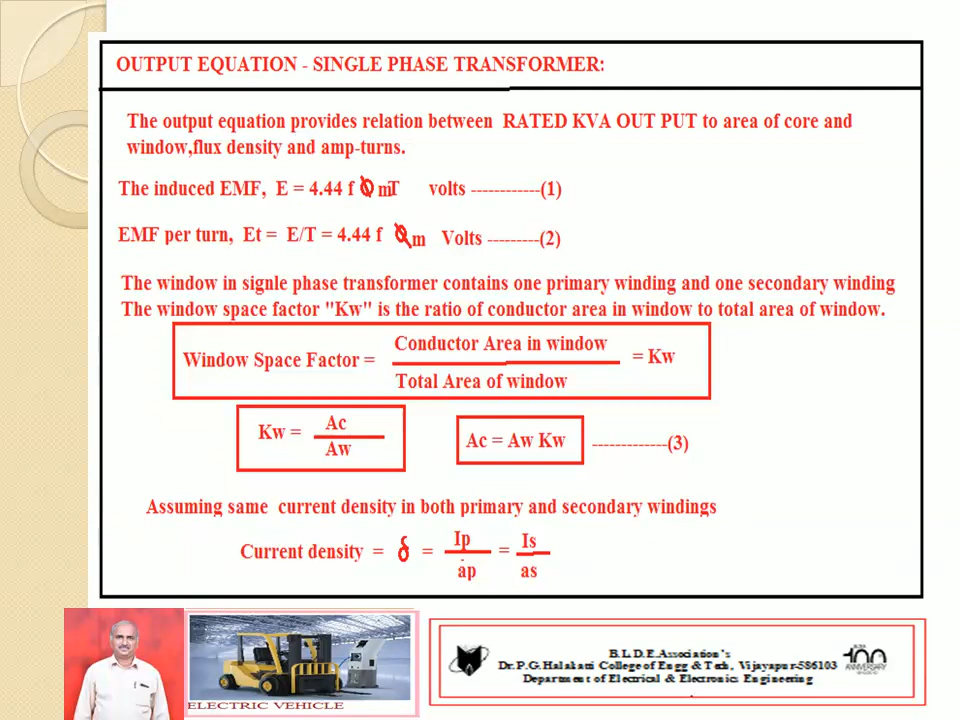 OUTPUT EQUATION - SINGLE PHASE TRANSFORMER:
The output equation provides relation between RATED KVA OUT PUT to area of core and
window,flux density and amp-turns.
The induced EMF, E = 4.44 f Φ mT volts ------------(1)
EMF per turn, Et = E/T = 4.44 f Φm Volts ---------(2)
The window in signle phase transformer contains one primary winding and one secondary winding
The window space factor "Kw" is the ratio of conductor area in window to total area of window.
Window Space Factor = Conductor Area in window / Total Area of window = Kw
Kw = Ac / Aw
Ac = Aw Kw -------------(3)
Assuming same current density in both primary and secondary windings
Current density = δ = Ip / ap = Is / as
ELECTRIC VEHICLE
B.L.D.E.Association's
Dr.P.G.Halakatti College of Engg & Tech, Vijayapur-586103
Department of Electrical & Electronics Engineering
100
ANNIVERSARY